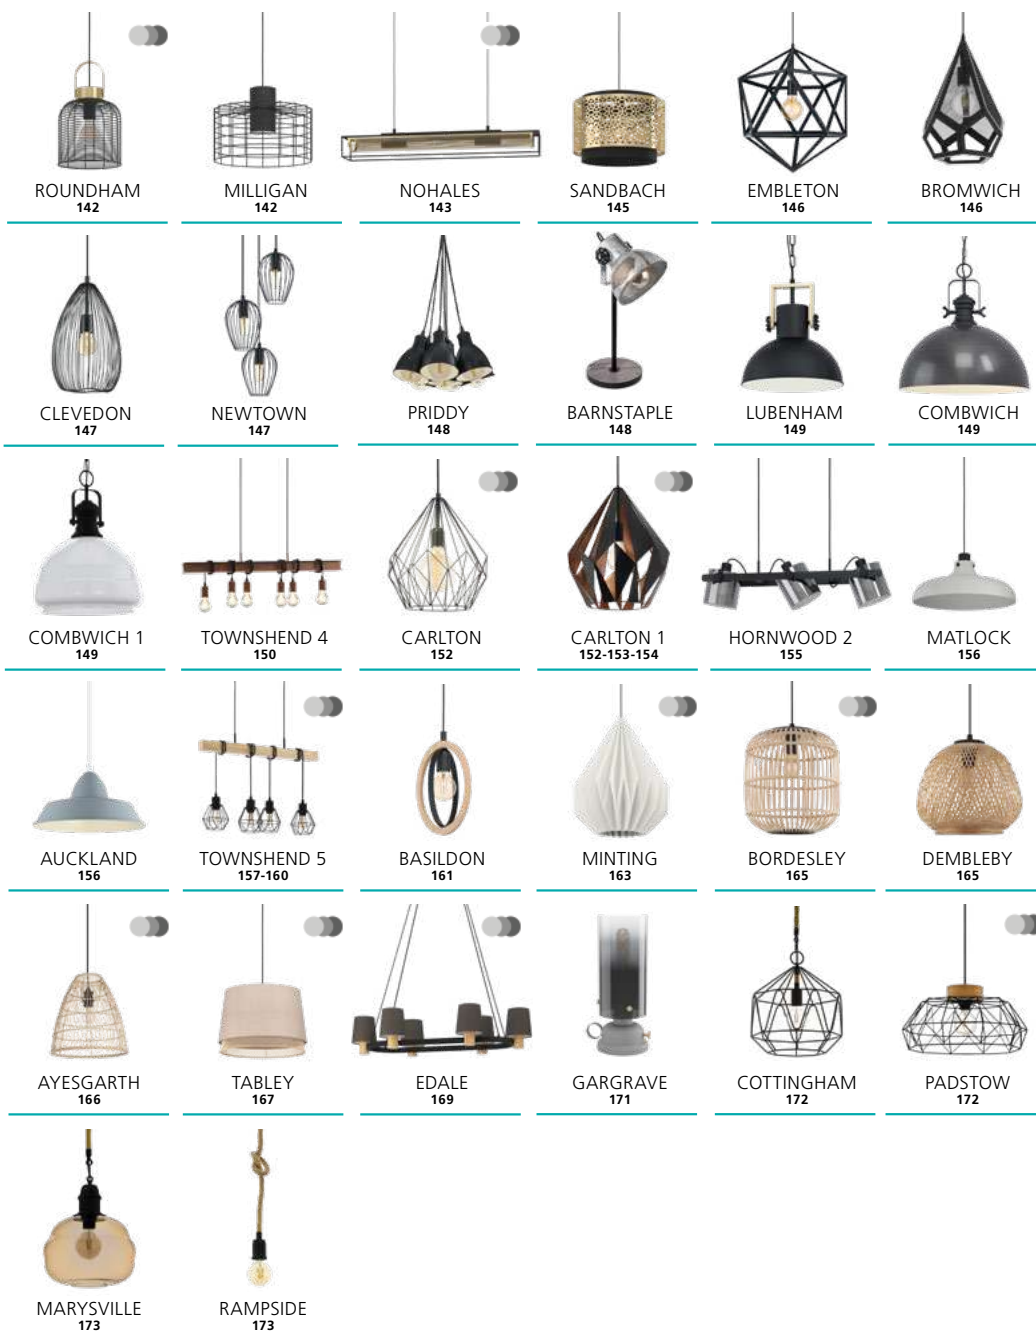 ROUNDHAM
142
MILLIGAN
142
NOHALES
143
SANDBACH
145
EMBLETON
146
BROMWICH
146
CLEVEDON
147
NEWTOWN
147
PRIDDY
148
BARNSTAPLE
148
LUBENHAM
149
COMBWICH
149
COMBWICH 1
149
TOWNSHEND 4
150
CARLTON
152
CARLTON 1
152-153-154
HORNWOOD 2
155
MATLOCK
156
AUCKLAND
156
TOWNSHEND 5
157-160
BASILDON
161
MINTING
163
BORDESLEY
165
DEMBLEBY
165
AYESGARTH
166
TABLEY
167
EDALE
169
GARGRAVE
171
COTTINGHAM
172
PADSTOW
172
MARYSVILLE
173
RAMPSIDE
173